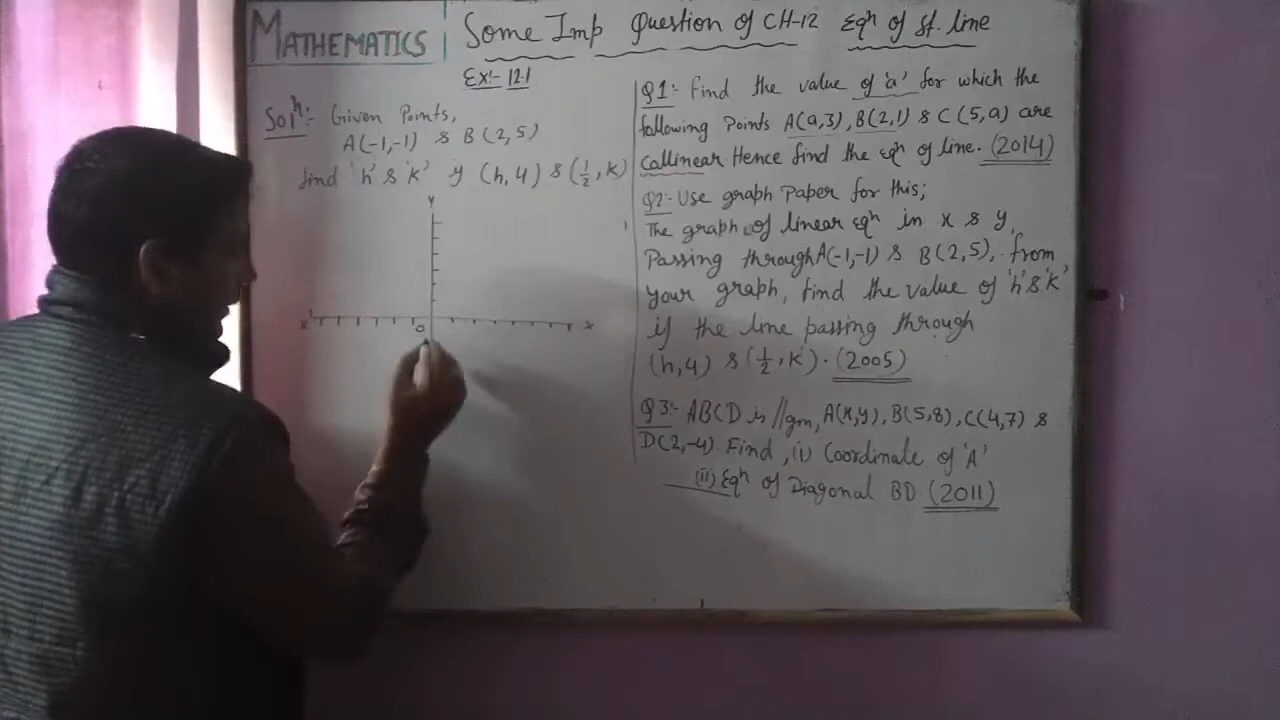 MATHEMATICS
Some Imp Question of CH-12 Eqn of St. line
Ex:- 12.1
Soln:- Given Points,
A(-1,-1) & B(2,5)
find 'h' & 'k' if (h,4) & (1/2, k)
y
x' o x
Q1:- Find the value of 'a' for which the
following Points A(a,3), B(2,1) & C(5,a) are
callinear. Hence find the eqn of line. (2014)
Q2:- Use graph Paper for this;
The graph of linear eqn in x & y,
Passing through A(-1,-1) & B(2,5), from
your graph, find the value of 'h' & 'k'
if the line passing through
(h,4) & (1/2, k). (2005)
Q3:- ABCD is //gm, A(x,y), B(5,8), C(4,7) &
D(2,-4). Find, (i) Coordinate of 'A'
(ii) Eqn of Diagonal BD. (2011)